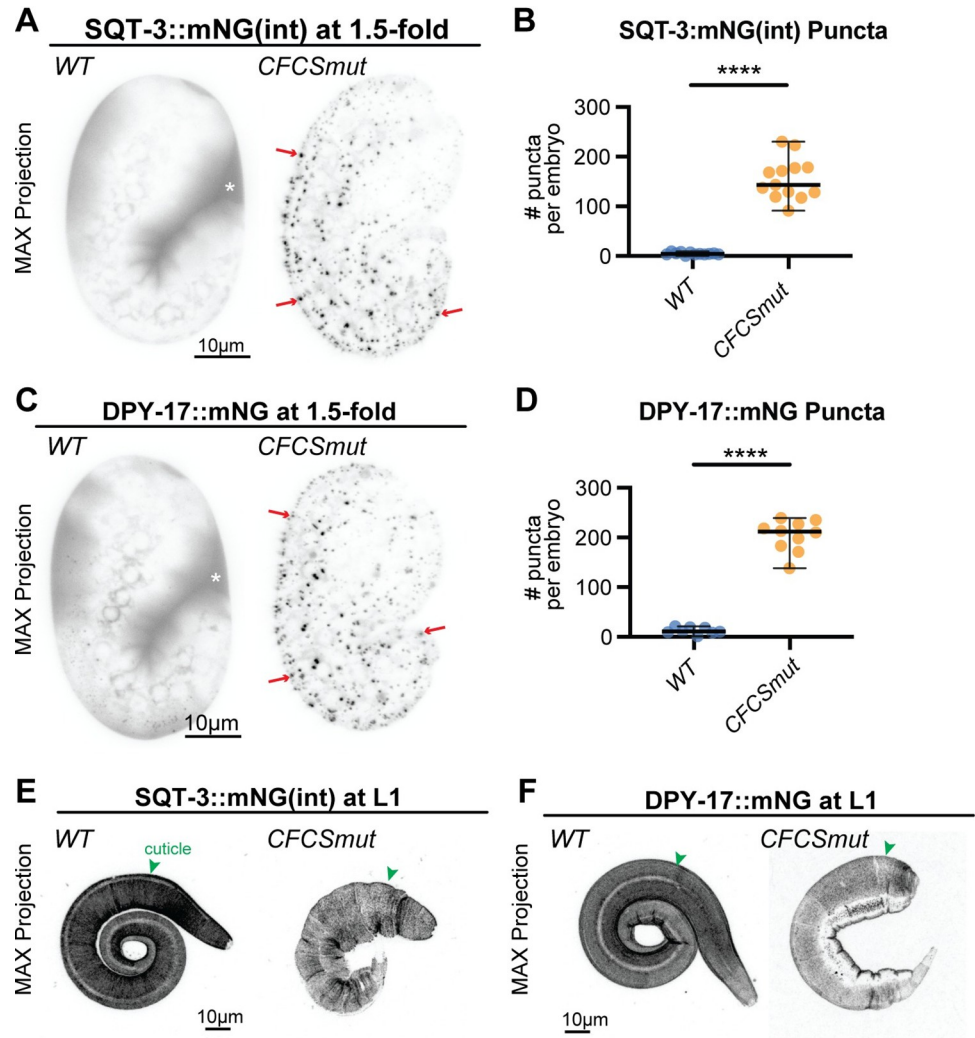 A
SQT-3::mNG(int) at 1.5-fold
WT
CFCSmut
MAX Projection
*
10µm
B
SQT-3:mNG(int) Puncta
****
# puncta
per embryo
300
200
100
0
WT
CFCSmut
C
DPY-17::mNG at 1.5-fold
WT
CFCSmut
MAX Projection
*
10µm
D
DPY-17::mNG Puncta
****
# puncta
per embryo
300
200
100
0
WT
CFCSmut
E
SQT-3::mNG(int) at L1
WT
CFCSmut
cuticle
MAX Projection
10µm
F
DPY-17::mNG at L1
WT
CFCSmut
MAX Projection
10µm